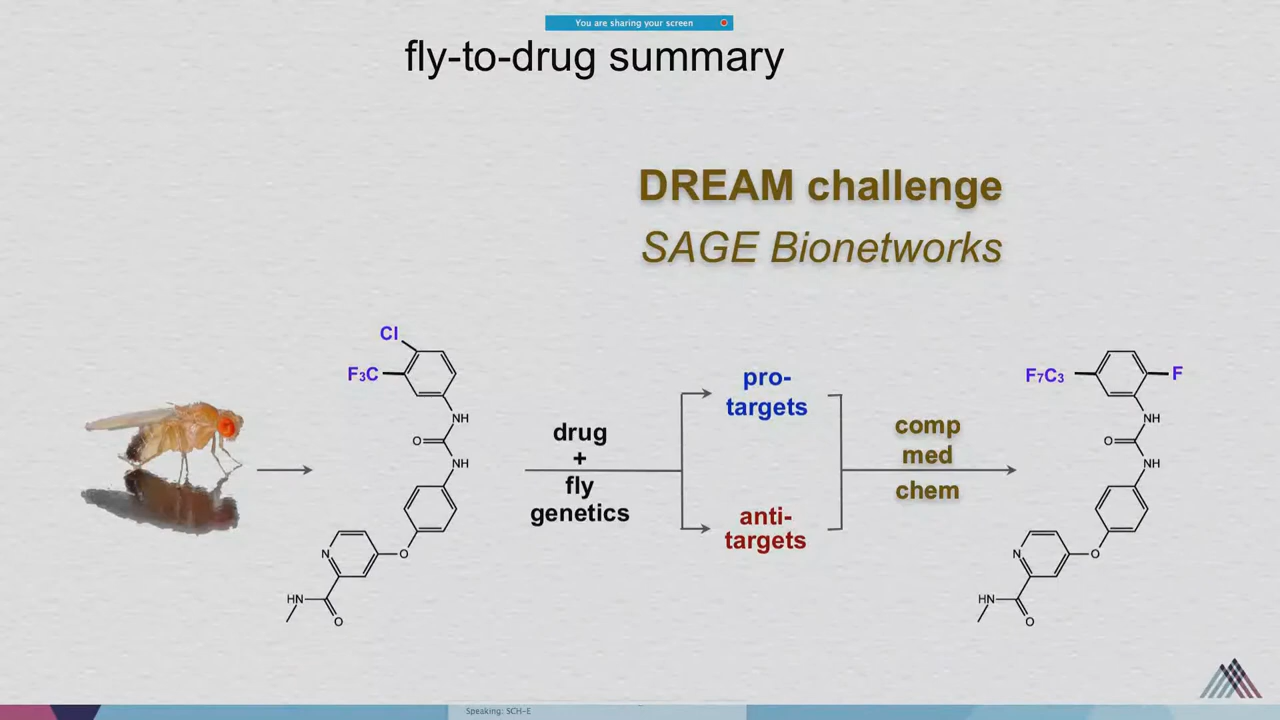 You are sharing your screen
fly-to-drug summary
DREAM challenge
SAGE Bionetworks
Cl
F₃C
NH
O
NH
O
N
HN
O
drug
+
fly
genetics
pro-
targets
anti-
targets
comp
med
chem
F₇C₃
F
NH
O
NH
O
N
HN
O
Speaking: SCH-E